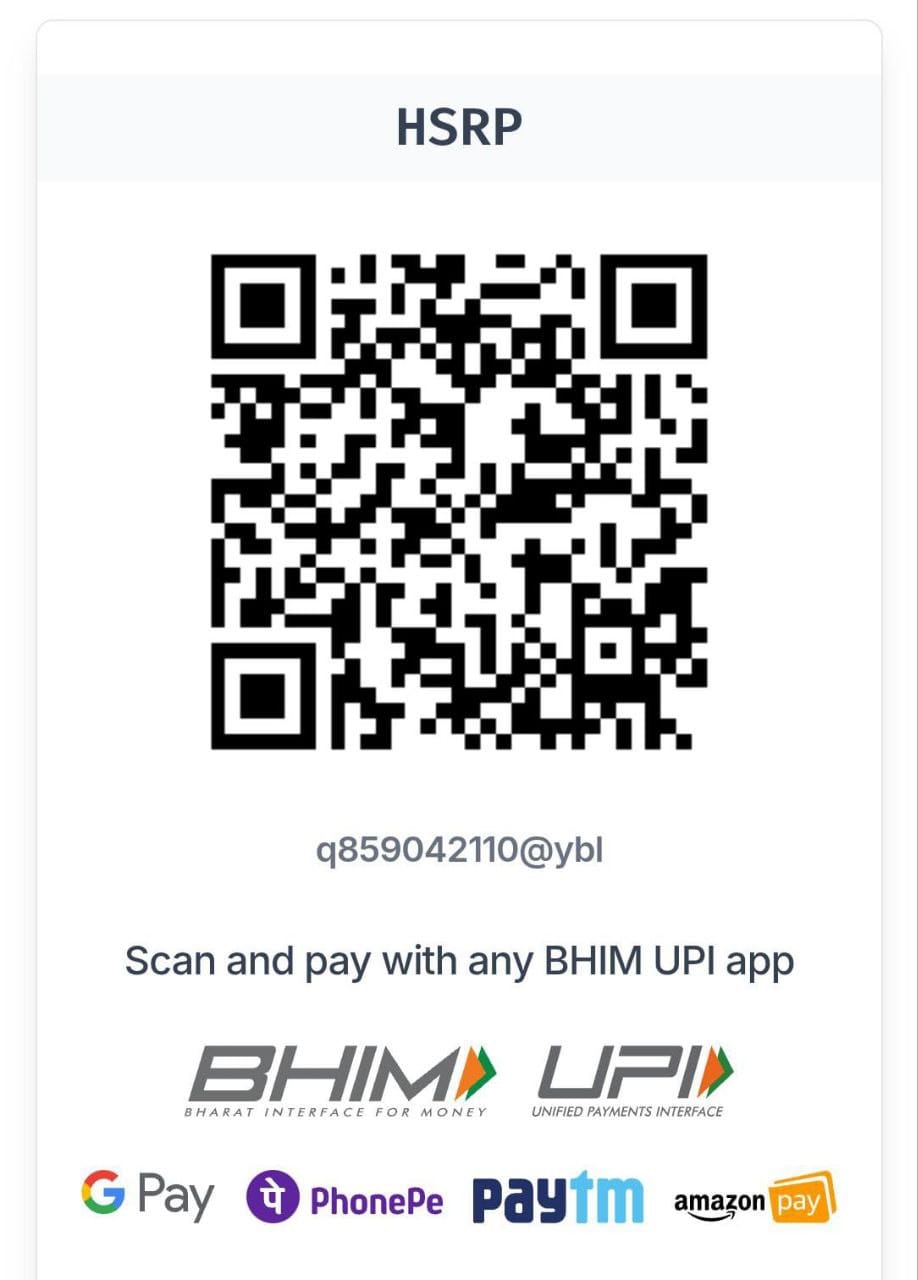 HSRP
q859042110@ybl
Scan and pay with any BHIM UPI app
BHIM UPI
BHARAT INTERFACE FOR MONEY UNIFIED PAYMENTS INTERFACE
G Pay पे PhonePe paytm amazon pay